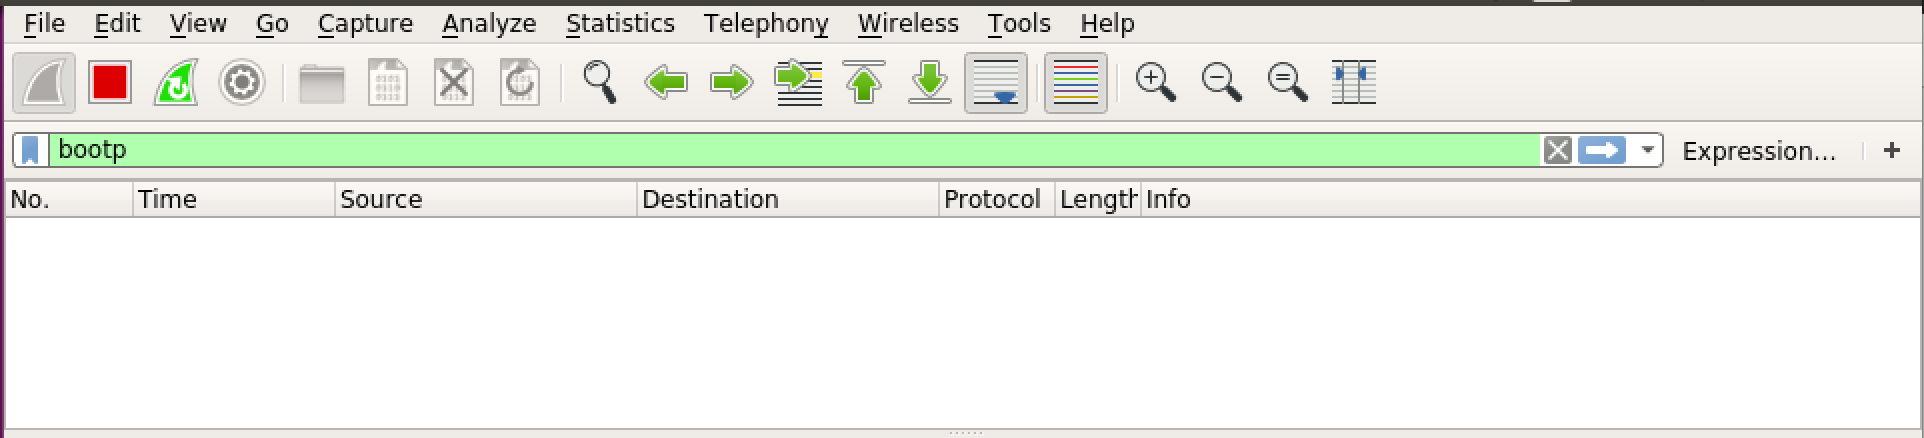 File Edit View Go Capture Analyze Statistics Telephony Wireless Tools Help
bootp Expression... +
No. Time Source Destination Protocol Length Info